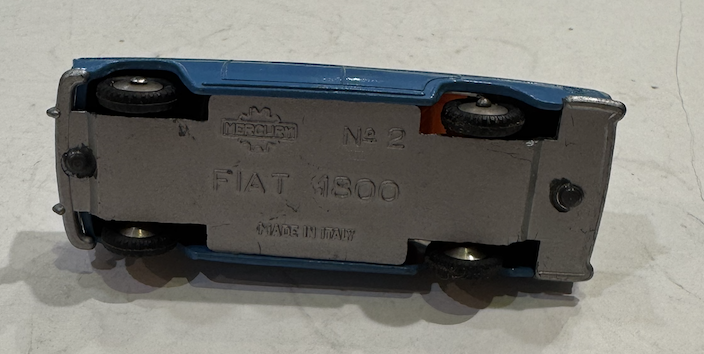 MERCURY
Nº 2
FIAT 1800
MADE IN ITALY